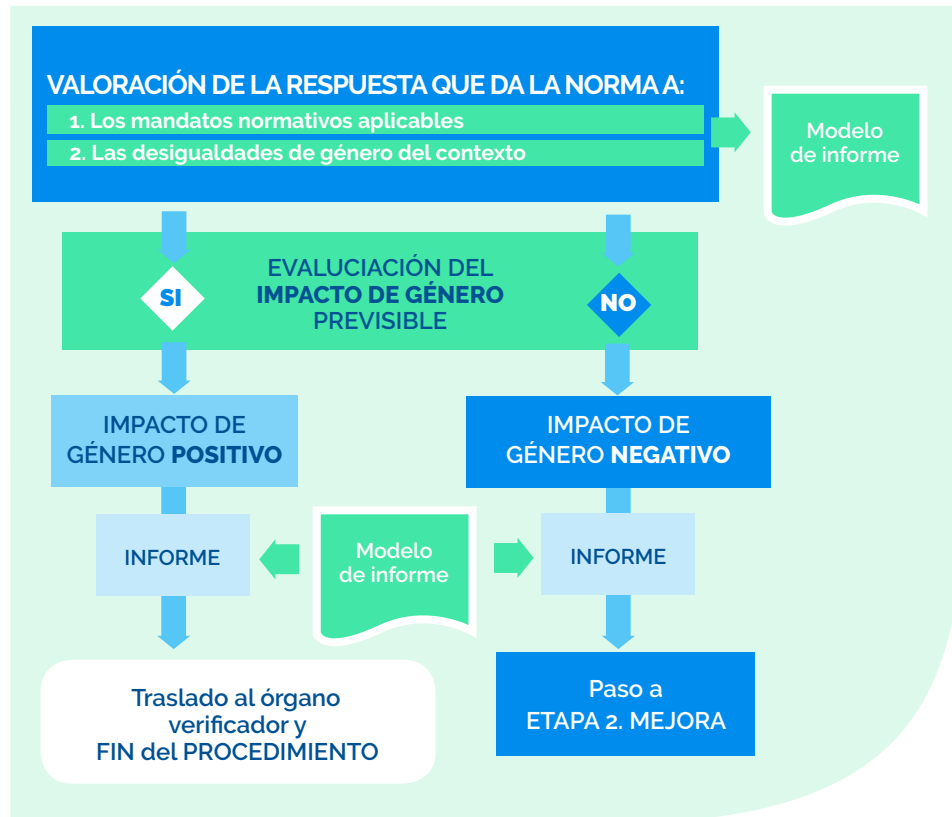 VALORACIÓN DE LA RESPUESTA QUE DA LA NORMA A:
1. Los mandatos normativos aplicables
2. Las desigualdades de género del contexto
Modelo
de informe
EVALUCIACIÓN DEL
IMPACTO DE GÉNERO
PREVISIBLE
SI
NO
IMPACTO DE
GÉNERO POSITIVO
IMPACTO DE
GÉNERO NEGATIVO
INFORME
Modelo
de informe
INFORME
Traslado al órgano
verificador y
FIN del PROCEDIMIENTO
Paso a
ETAPA 2. MEJORA